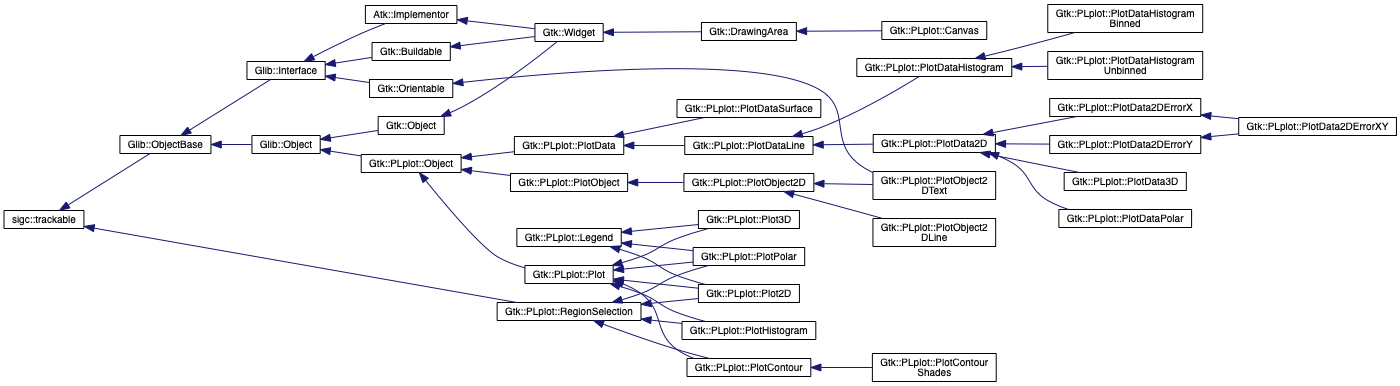 sigc::trackable
Glib::ObjectBase
Glib::Interface
Glib::Object
Atk::Implementor
Gtk::Buildable
Gtk::Orientable
Gtk::Object
Gtk::PLplot::Object
Gtk::Widget
Gtk::PLplot::PlotData
Gtk::PLplot::PlotObject
Gtk::PLplot::Legend
Gtk::PLplot::Plot
Gtk::PLplot::RegionSelection
Gtk::DrawingArea
Gtk::PLplot::PlotDataSurface
Gtk::PLplot::PlotDataLine
Gtk::PLplot::PlotObject2D
Gtk::PLplot::Plot3D
Gtk::PLplot::PlotPolar
Gtk::PLplot::Plot2D
Gtk::PLplot::PlotHistogram
Gtk::PLplot::PlotContour
Gtk::PLplot::Canvas
Gtk::PLplot::PlotDataHistogram
Gtk::PLplot::PlotData2D
Gtk::PLplot::PlotObject2
DText
Gtk::PLplot::PlotObject2
DLine
Gtk::PLplot::PlotContour
Shades
Gtk::PLplot::PlotDataHistogram
Binned
Gtk::PLplot::PlotDataHistogram
Unbinned
Gtk::PLplot::PlotData2DErrorX
Gtk::PLplot::PlotData2DErrorY
Gtk::PLplot::PlotData3D
Gtk::PLplot::PlotDataPolar
Gtk::PLplot::PlotData2DErrorXY